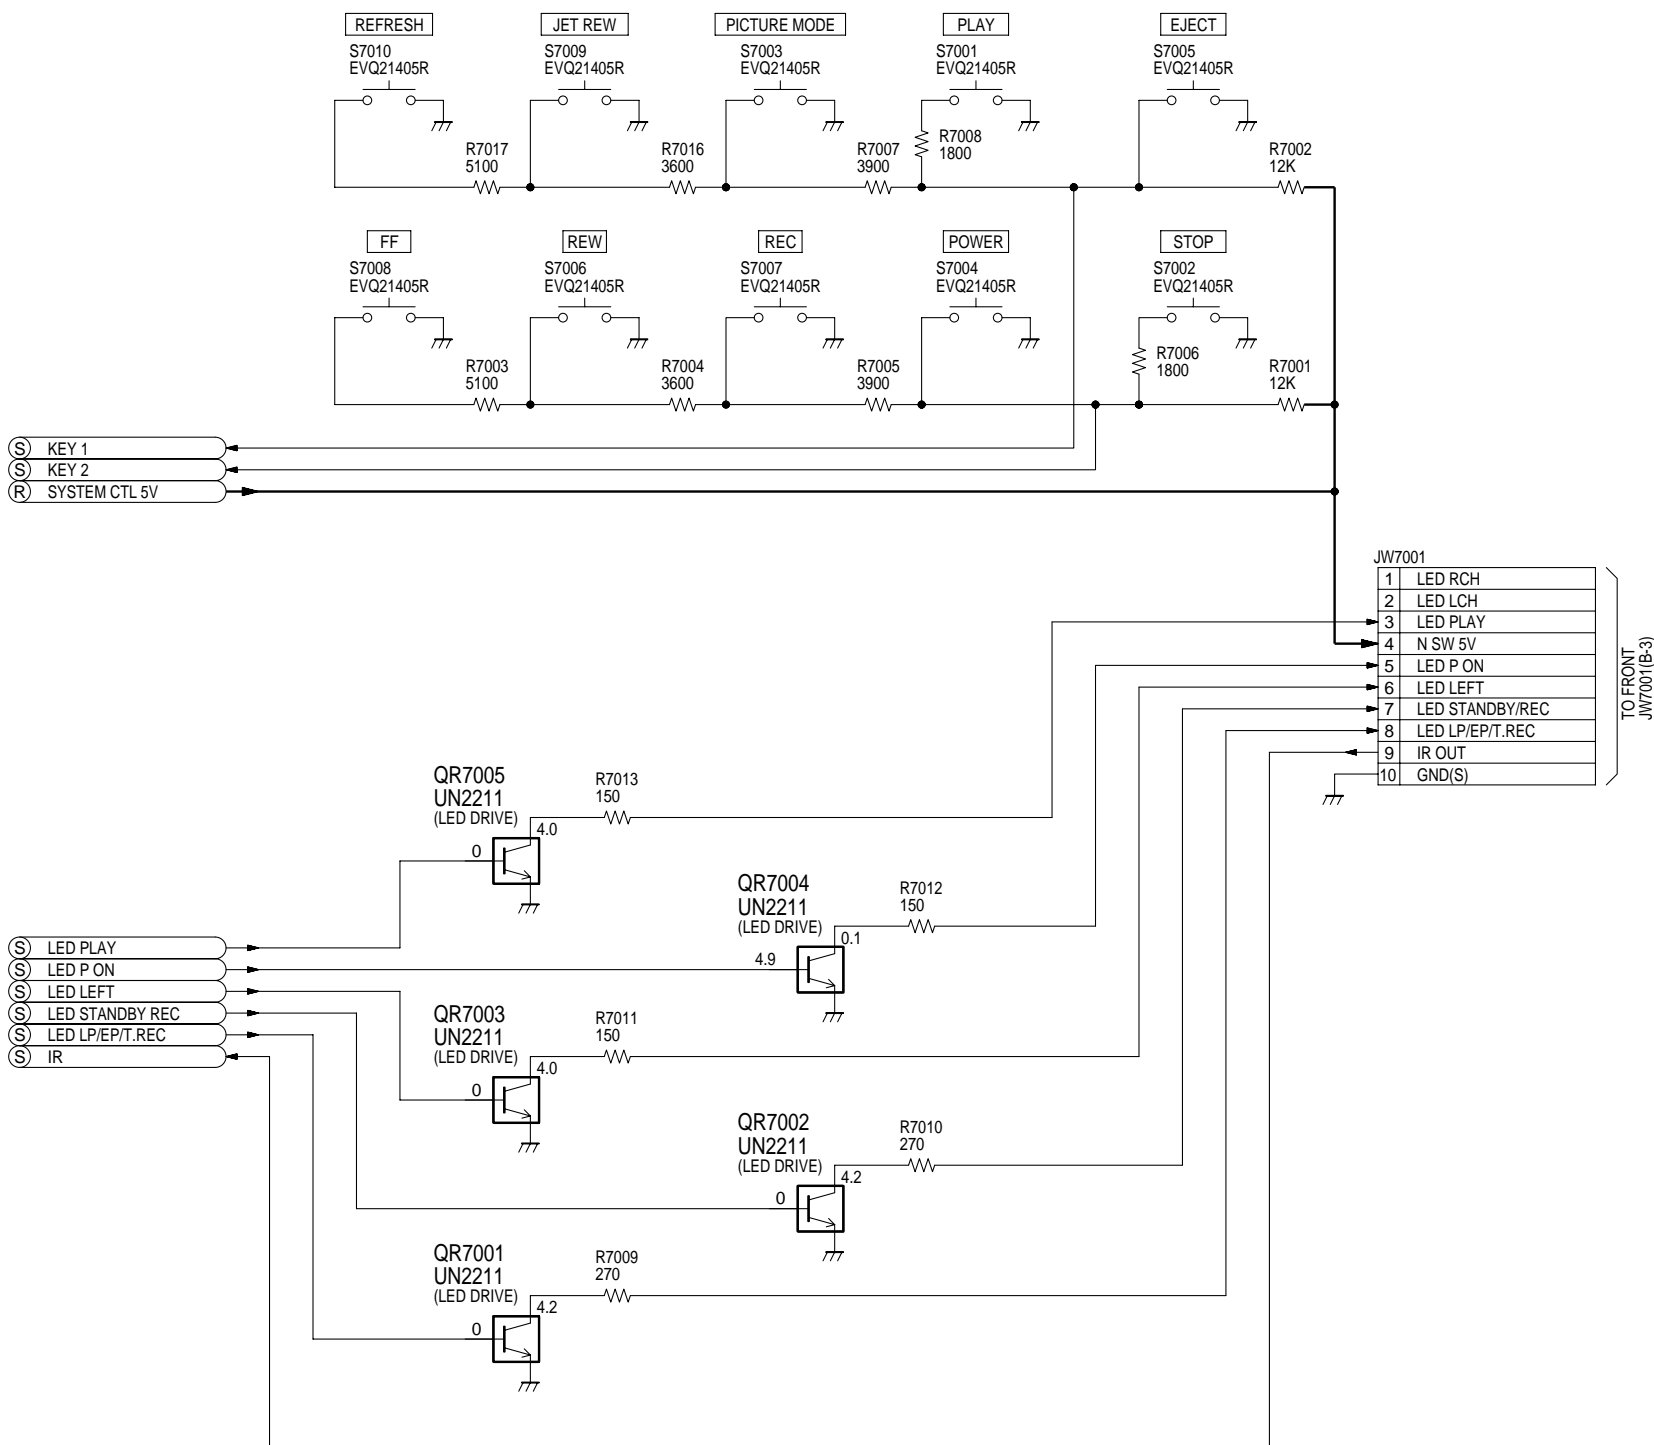 REFRESH
S7010
EVQ21405R
JET REW
S7009
EVQ21405R
PICTURE MODE
S7003
EVQ21405R
PLAY
S7001
EVQ21405R
EJECT
S7005
EVQ21405R
R7017
5100
R7016
3600
R7007
3900
R7008
1800
R7002
12K
FF
S7008
EVQ21405R
REW
S7006
EVQ21405R
REC
S7007
EVQ21405R
POWER
S7004
EVQ21405R
STOP
S7002
EVQ21405R
R7003
5100
R7004
3600
R7005
3900
R7006
1800
R7001
12K
S KEY 1
S KEY 2
R SYSTEM CTL 5V
JW7001
1 LED RCH
2 LED LCH
3 LED PLAY
4 N SW 5V
5 LED P ON
6 LED LEFT
7 LED STANDBY/REC
8 LED LP/EP/T.REC
9 IR OUT
10 GND(S)
TO FRONT
JW7001(B-3)
QR7005
UN2211
(LED DRIVE)
R7013
150
4.0
0
QR7004
UN2211
(LED DRIVE)
R7012
150
0.1
4.9
S LED PLAY
S LED P ON
S LED LEFT
S LED STANDBY REC
S LED LP/EP/T.REC
S IR
QR7003
UN2211
(LED DRIVE)
R7011
150
4.0
0
QR7002
UN2211
(LED DRIVE)
R7010
270
4.2
0
QR7001
UN2211
(LED DRIVE)
R7009
270
4.2
0